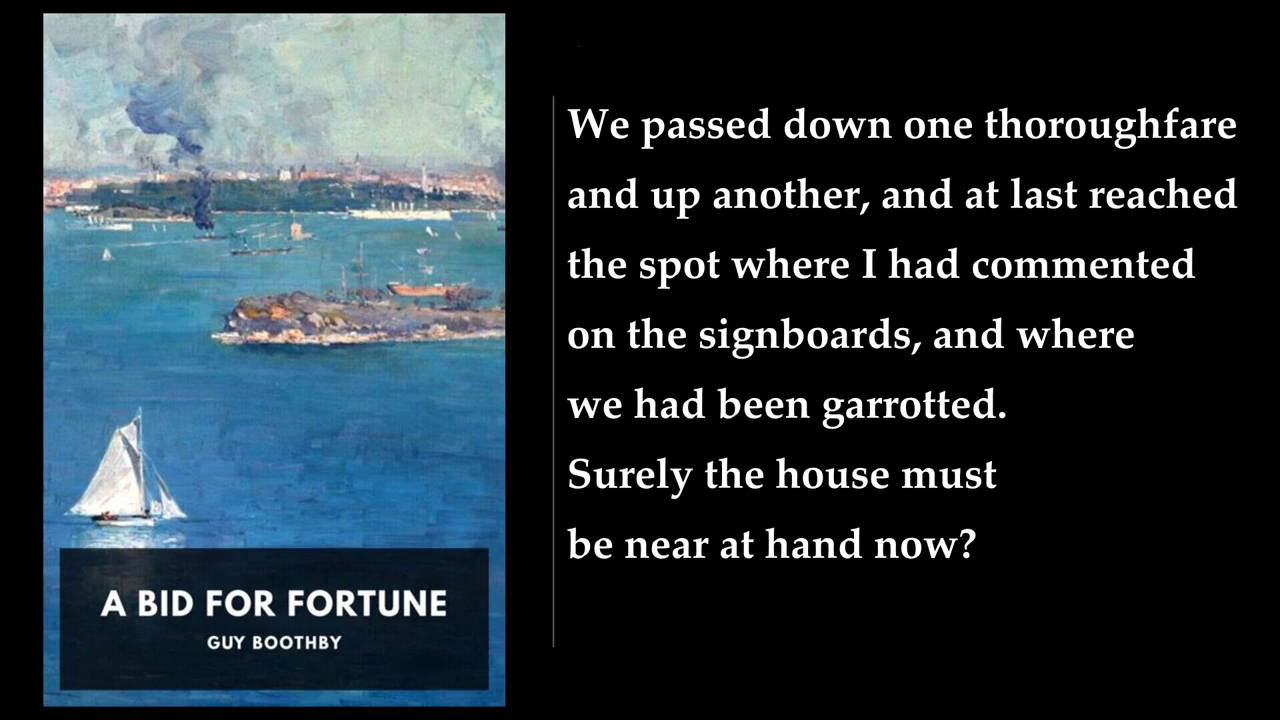 A BID FOR FORTUNE
GUY BOOTHBY
We passed down one thoroughfare
and up another, and at last reached
the spot where I had commented
on the signboards, and where
we had been garrotted.
Surely the house must
be near at hand now?